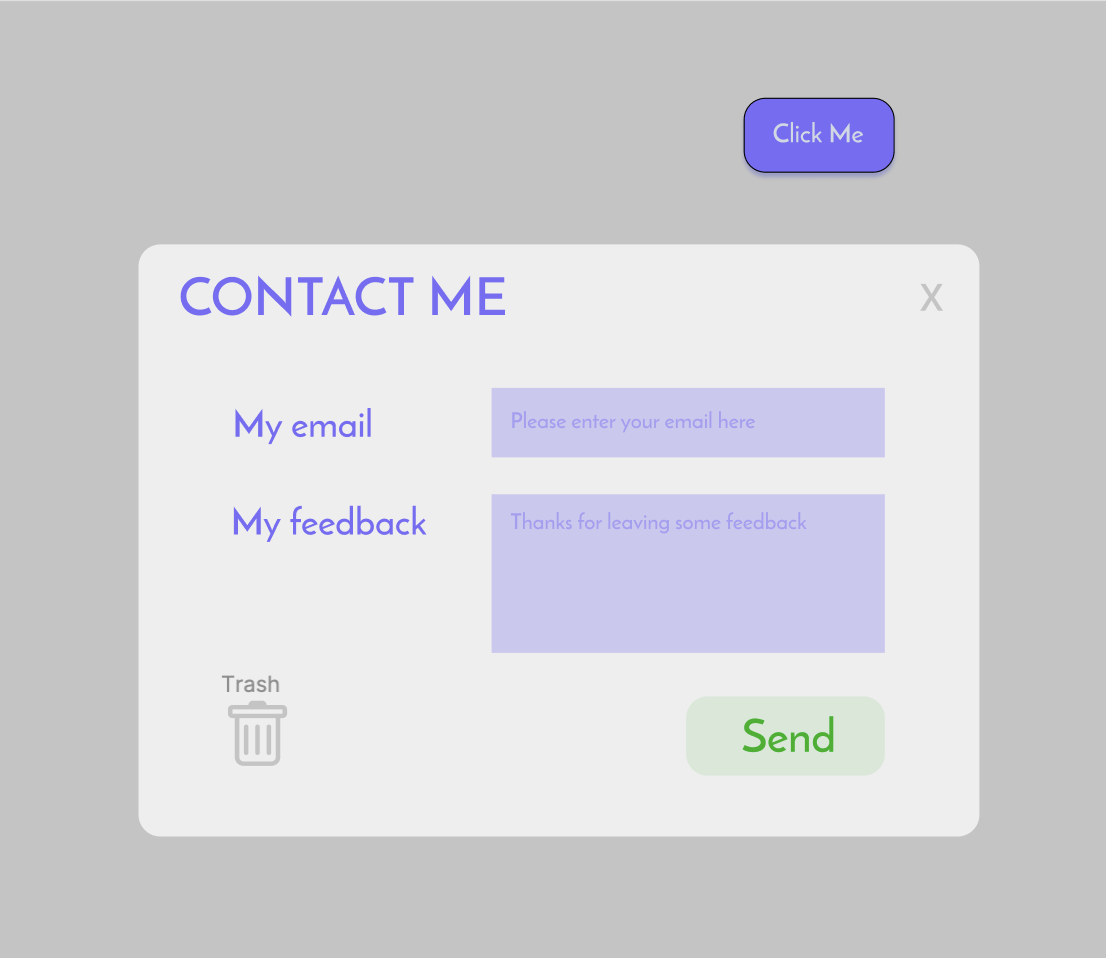 Click Me
CONTACT ME
X
My email
Please enter your email here
My feedback
Thanks for leaving some feedback
Trash
Send